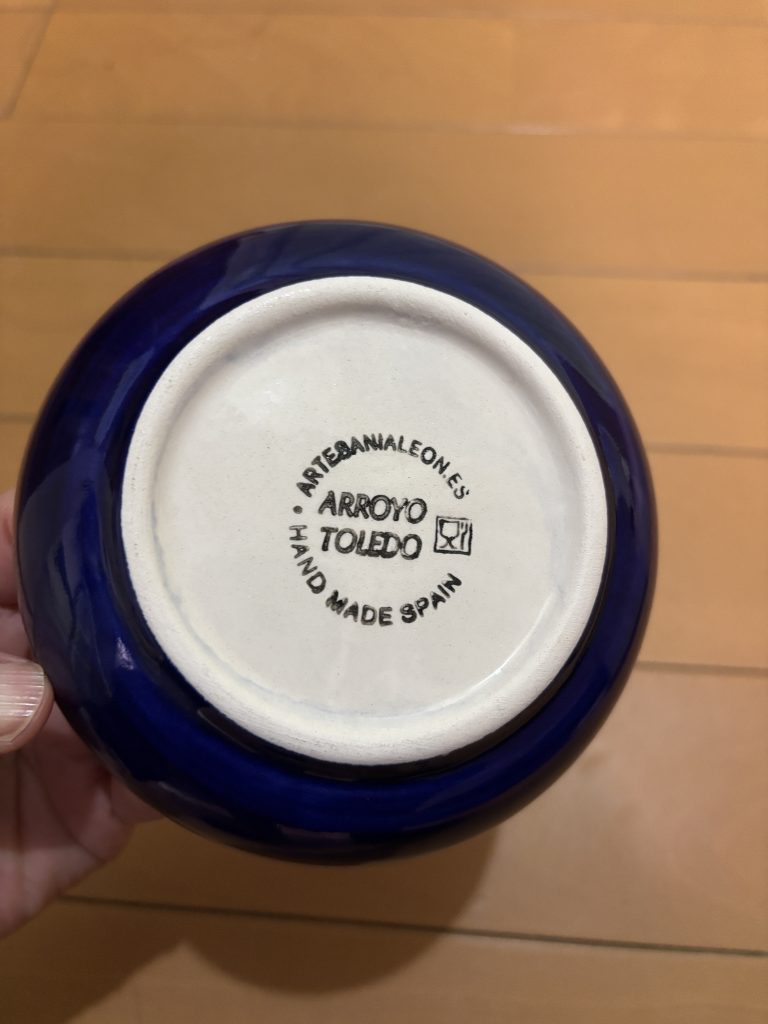 ARTESANIALEON.ES
ARROYO
TOLEDO
HAND MADE SPAIN